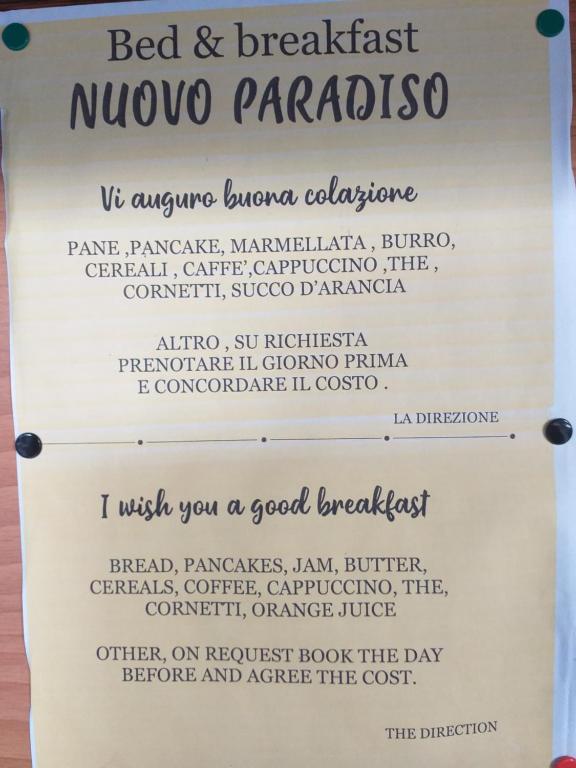 Bed & breakfast
NUOVO PARADISO
Vi auguro buona colazione
PANE ,PANCAKE, MARMELLATA , BURRO,
CEREALI , CAFFE’,CAPPUCCINO ,THE ,
CORNETTI, SUCCO D’ARANCIA
ALTRO , SU RICHIESTA
PRENOTARE IL GIORNO PRIMA
E CONCORDARE IL COSTO .
LA DIREZIONE
I wish you a good breakfast
BREAD, PANCAKES, JAM, BUTTER,
CEREALS, COFFEE, CAPPUCCINO, THE,
CORNETTI, ORANGE JUICE
OTHER, ON REQUEST BOOK THE DAY
BEFORE AND AGREE THE COST.
THE DIRECTION